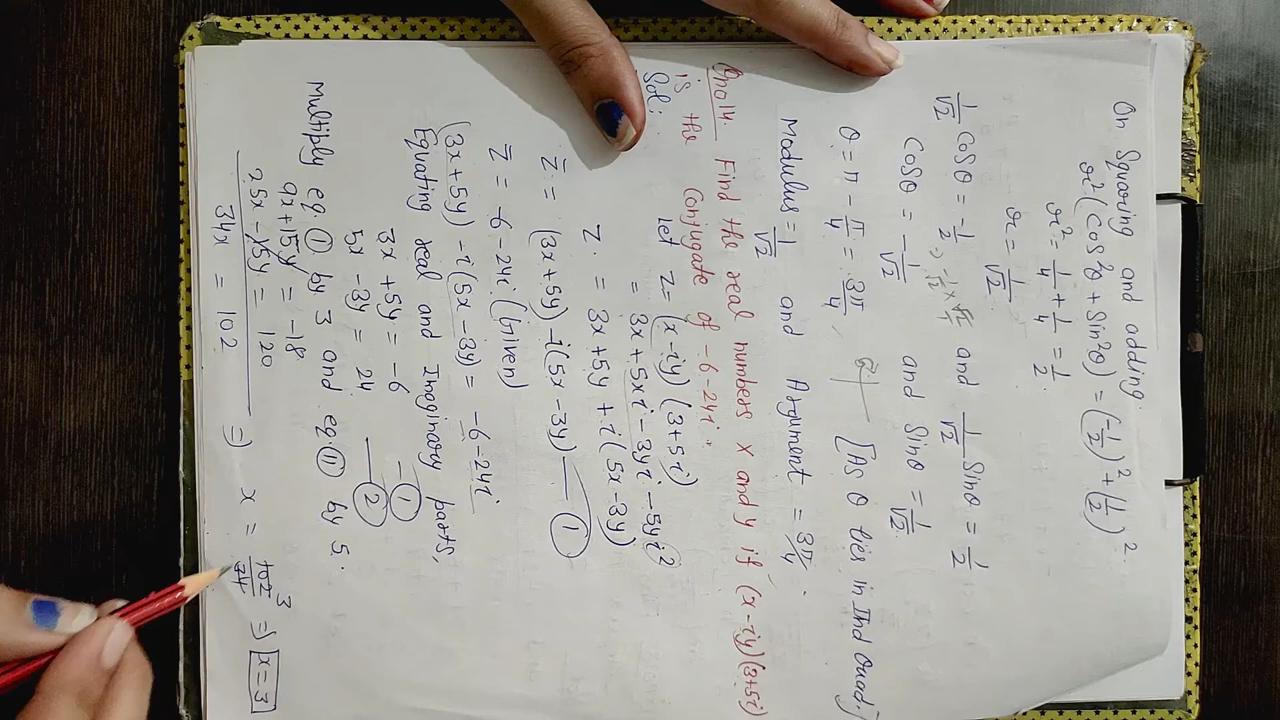 On Squaring and adding.
r²(cos²θ + sin²θ) = (-1/2)² + (1/2)²
r² = 1/4 + 1/4 = 1/2.
r = 1/√2
1/√2 cosθ = -1/2 ⇒ -1/2 × √2/1 and 1/√2 sinθ = 1/2
cosθ = -1/√2 and sinθ = 1/√2
θ = π - π/4 = 3π/4 [As θ lies in IInd Quad]
Modulus = 1/√2 and Argument = 3π/4.
Qno14. Find the real numbers x and y if (x-iy)(3+5i)
is the Conjugate of -6-24i.
Sol:
Let Z = (x-iy)(3+5i)
= 3x+5xi-3yi-5yi²
Z = 3x+5y+i(5x-3y)
Z̄ = (3x+5y)-i(5x-3y) — ①
Z̄ = -6-24i (Given)
(3x+5y)-i(5x-3y) = -6-24i
Equating real and Imaginary parts,
3x+5y = -6 — ①
5x-3y = 24 — ②
Multiply eq ① by 3 and eq ⑪ by 5.
9x+15y = -18
25x-15y = 120
34x = 102 ⇒ x = 102/34 3 ⇒ x=3